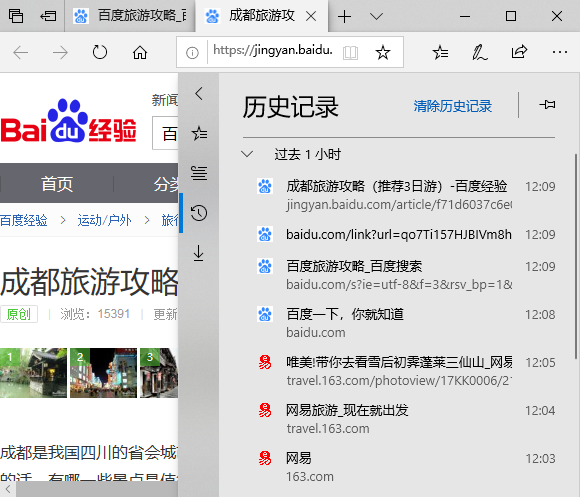 百度旅游攻略_百
成都旅游攻
https://jingyan.baidu.
Baidu经验
新闻
百
首页
分类
百度经验 > 运动/户外 > 旅行
成都旅游攻略
原创 浏览：15391 更新
1 2 3
成都是我国四川的省会城
的话，有哪一些景点是值
历史记录
清除历史记录
过去 1 小时
成都旅游攻略（推荐3日游）-百度经验 12:09
jingyan.baidu.com/article/f71d6037c6e
baidu.com/link?url=qo7Ti157HJBIVm8h 12:09
百度旅游攻略_百度搜索 12:09
baidu.com/s?ie=utf-8&f=3&rsv_bp=1&
百度一下，你就知道 12:08
baidu.com
唯美!带你去看雪后初霁蓬莱三仙山_网易 12:05
travel.163.com/photoview/17KK0006/21
网易旅游_现在就出发 12:04
travel.163.com
网易 12:03
163.com